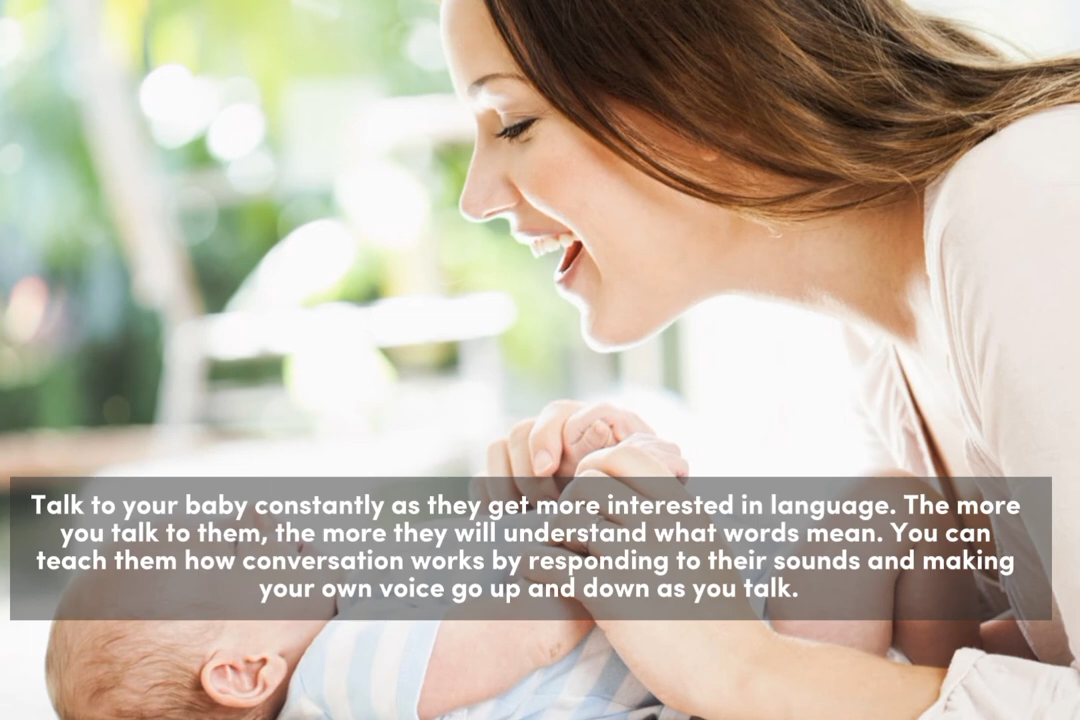 Talk to your baby constantly as they get more interested in language. The more
you talk to them, the more they will understand what words mean. You can
teach them how conversation works by responding to their sounds and making
your own voice go up and down as you talk.